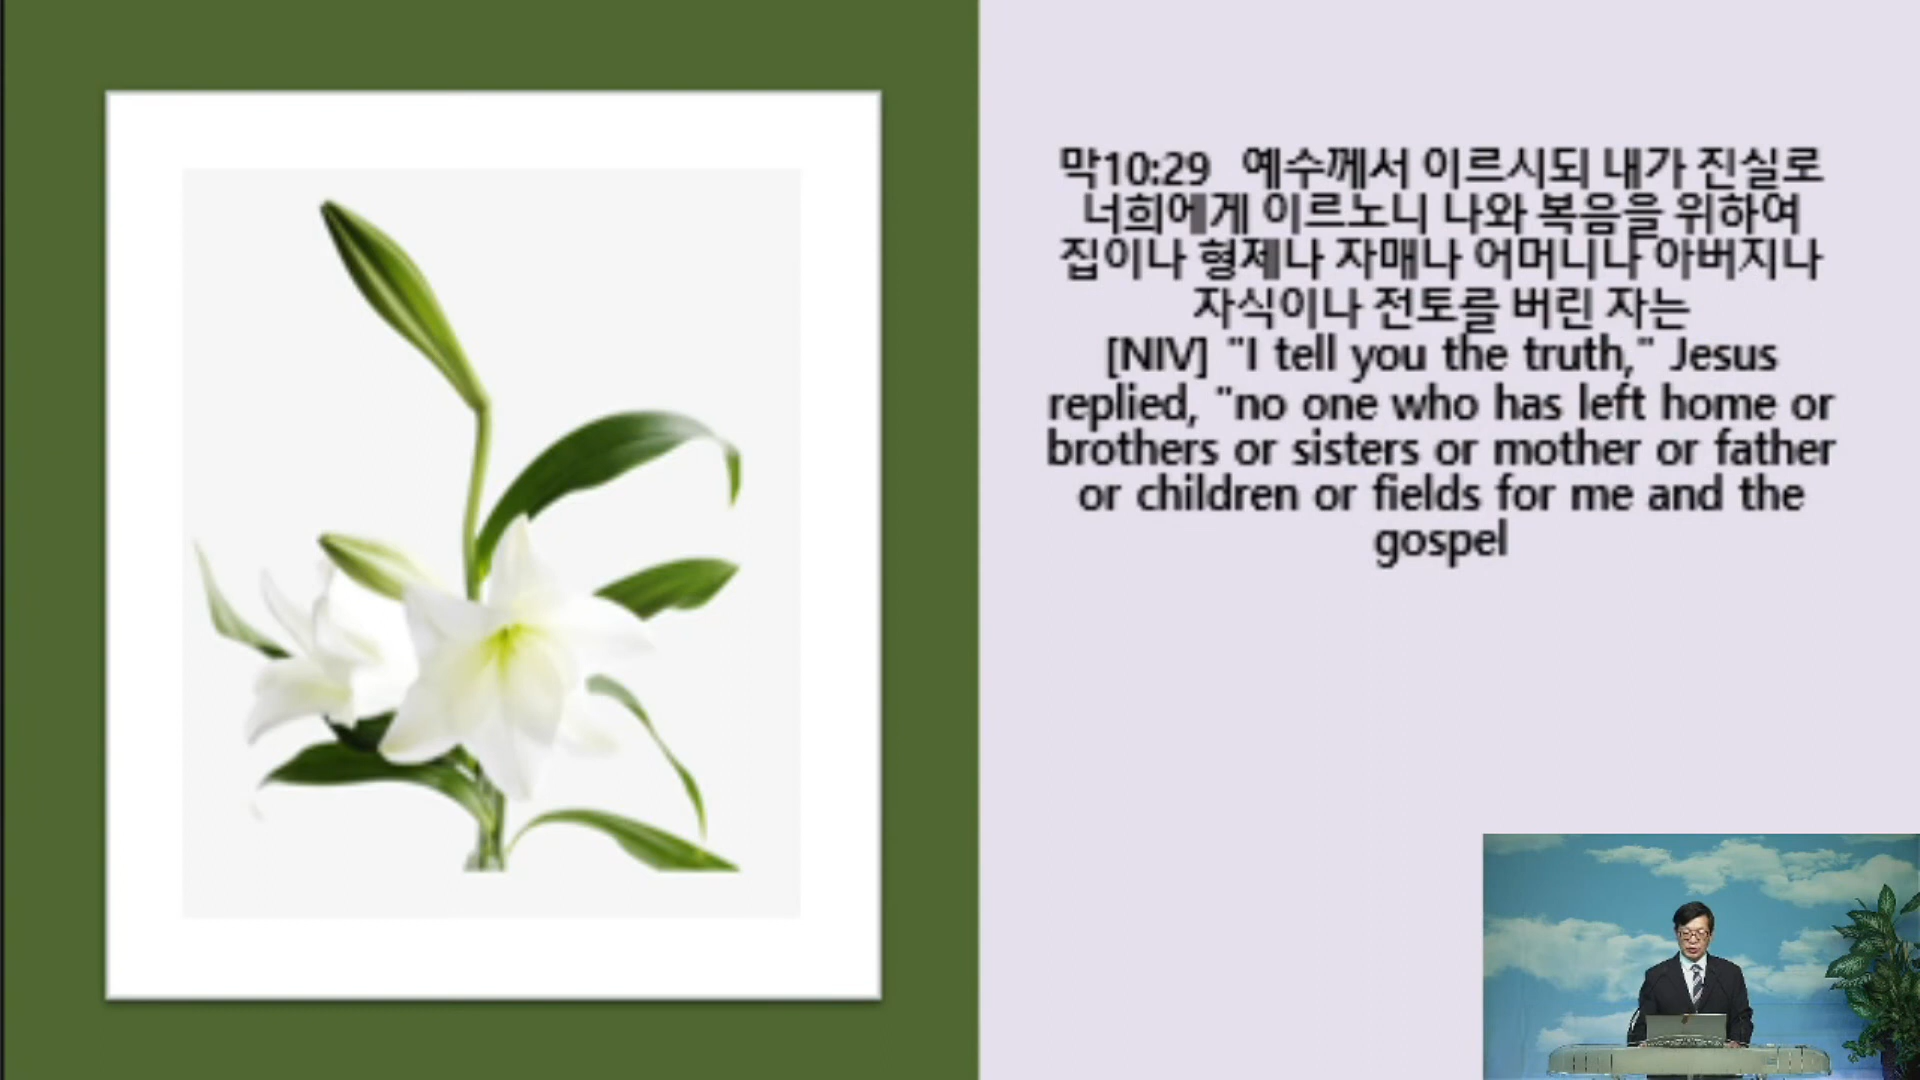 막10:29 예수께서 이르시되 내가 진실로
너희에게 이르노니 나와 복음을 위하여
집이나 형제나 자매나 어머니나 아버지나
자식이나 전토를 버린 자는
[NIV] "I tell you the truth," Jesus
replied, "no one who has left home or
brothers or sisters or mother or father
or children or fields for me and the
gospel